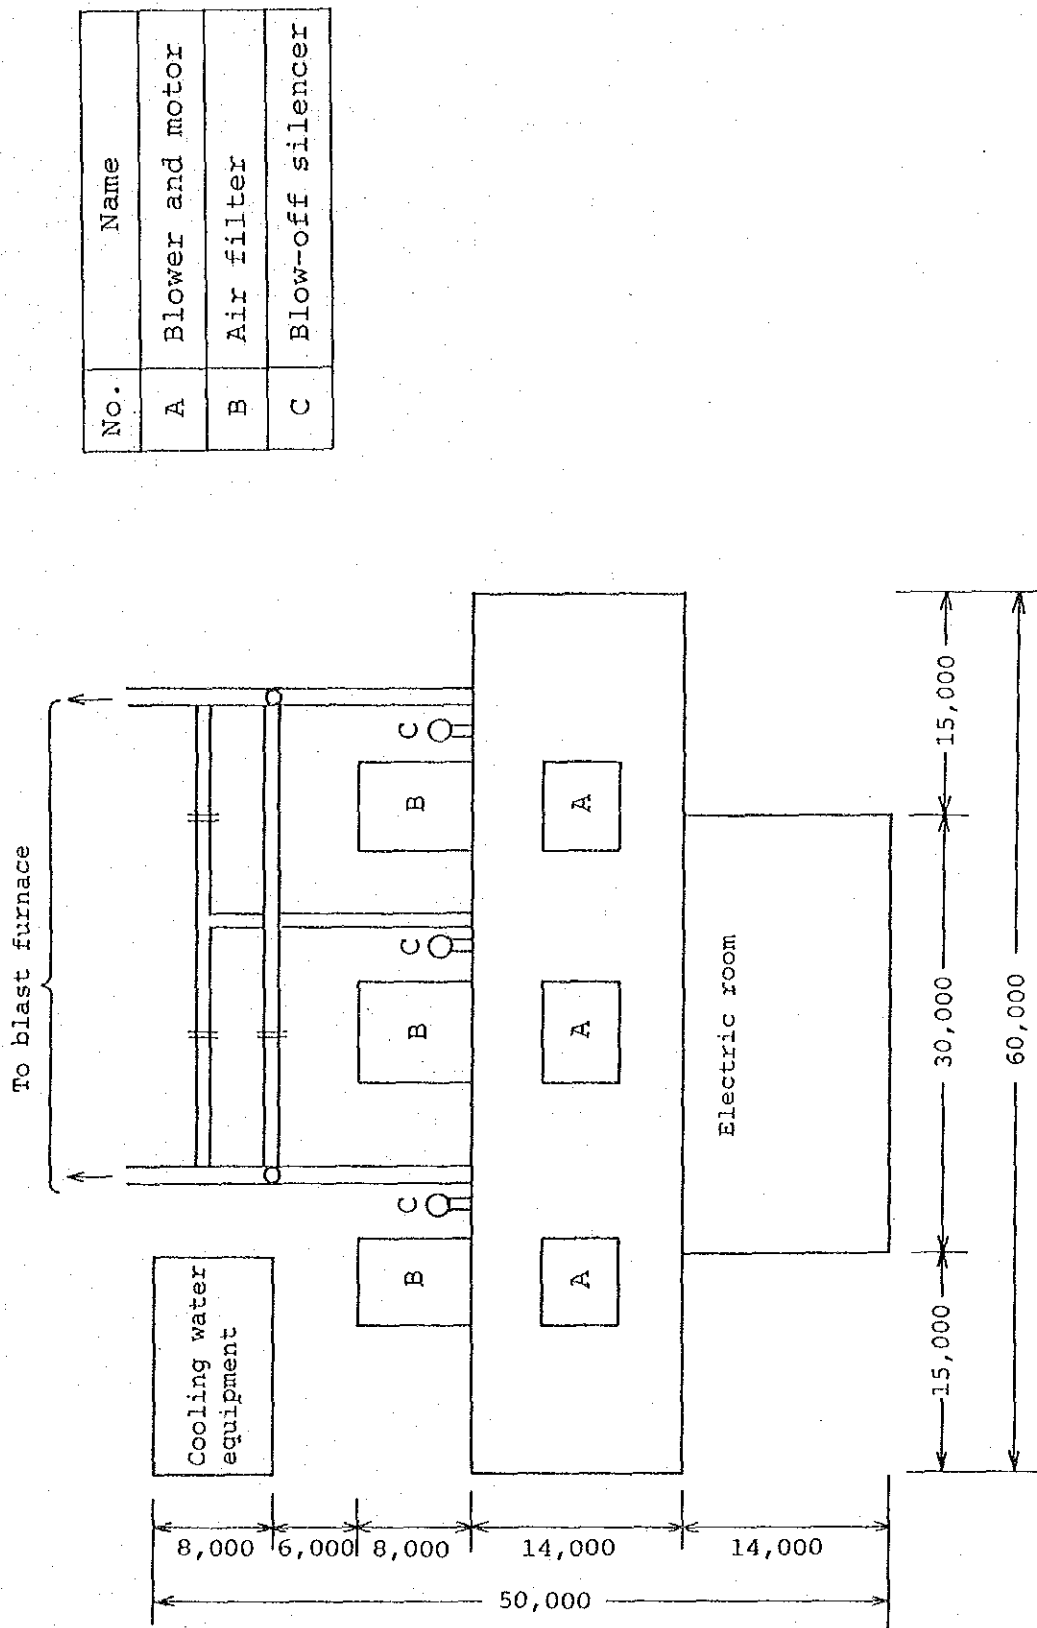 No. Name
A Blower and motor
B Air filter
C Blow-off silencer
To blast furnace
Cooling water
equipment
C
C
C
B
B
B
A
A
A
Electric room
15,000
30,000
15,000
60,000
8,000
6,000
8,000
14,000
14,000
50,000